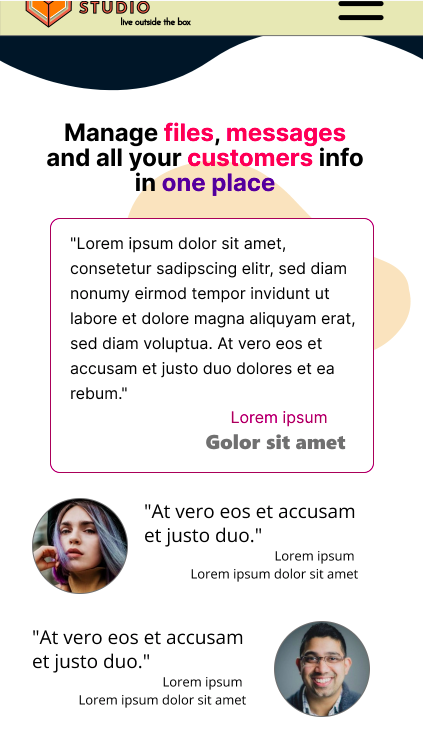 STUDIO
live outside the box
Manage files, messages
and all your customers info
in one place
"Lorem ipsum dolor sit amet,
consetetur sadipscing elitr, sed diam
nonumy eirmod tempor invidunt ut
labore et dolore magna aliquyam erat,
sed diam voluptua. At vero eos et
accusam et justo duo dolores et ea
rebum."
Lorem ipsum
Golor sit amet
"At vero eos et accusam
et justo duo."
Lorem ipsum
Lorem ipsum dolor sit amet
"At vero eos et accusam
et justo duo."
Lorem ipsum
Lorem ipsum dolor sit amet